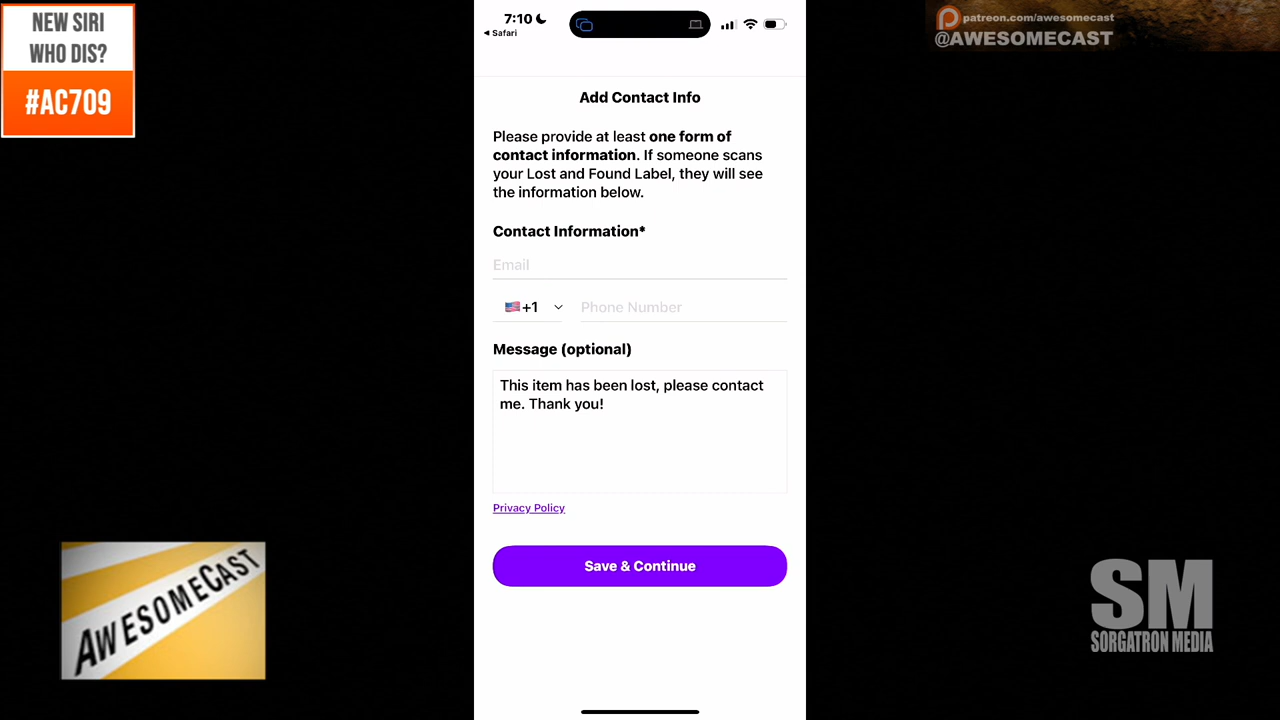 NEW SIRI
WHO DIS?
#AC709
7:10
◀ Safari
patreon.com/awesomecast
@AWESOMECAST
Add Contact Info
Please provide at least one form of
contact information. If someone scans
your Lost and Found Label, they will see
the information below.
Contact Information*
Email
+1
Phone Number
Message (optional)
This item has been lost, please contact
me. Thank you!
Privacy Policy
Save & Continue
AWESOMECAST
SM
SORGATRON MEDIA